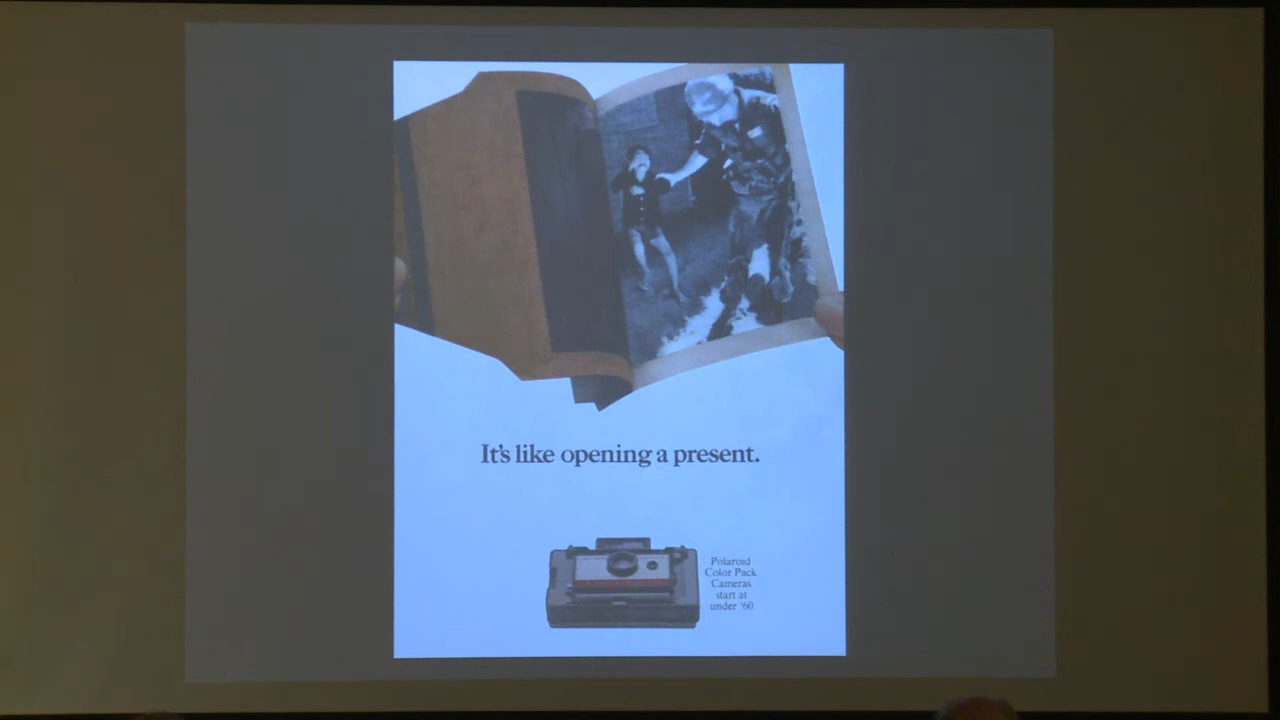 It's like opening a present.
Polaroid
Color Pack
Cameras
start at
under $60